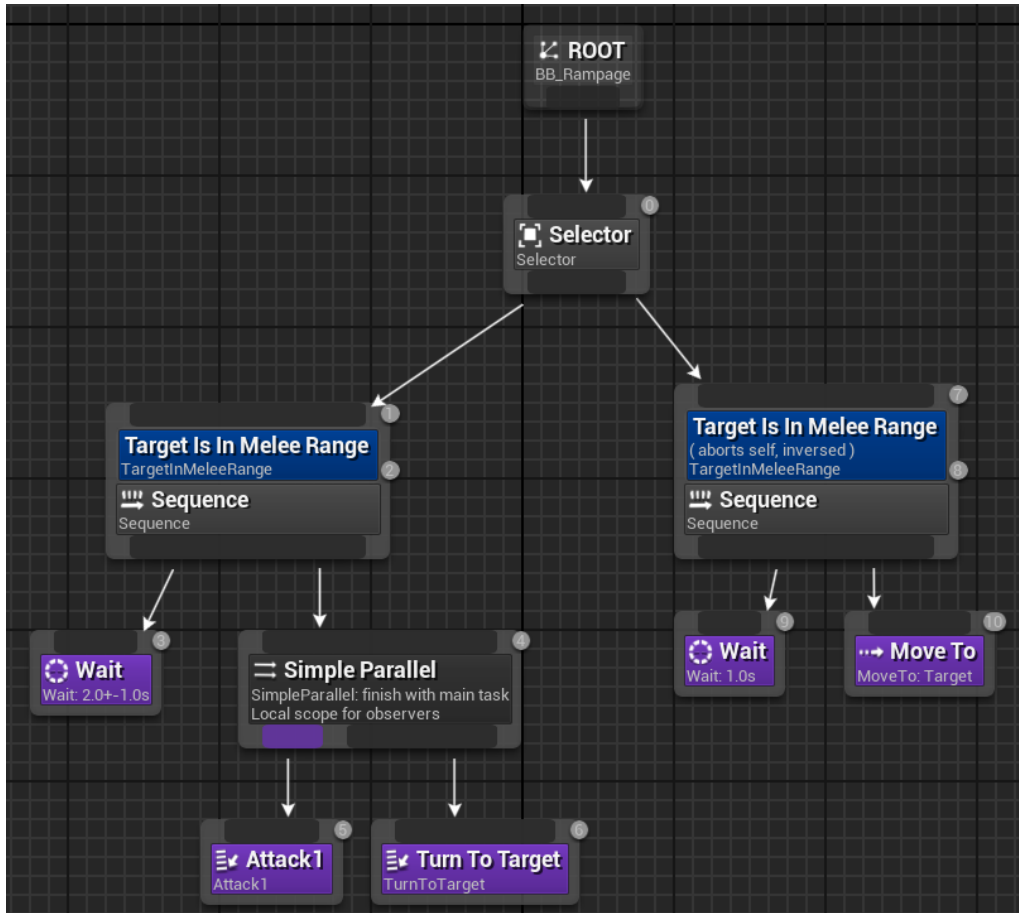 ROOT
BB_Rampage
0
Selector
Selector
1
Target Is In Melee Range
TargetInMeleeRange
2
Sequence
Sequence
7
Target Is In Melee Range
( aborts self, inversed )
TargetInMeleeRange
8
Sequence
Sequence
3
Wait
Wait: 2.0+-1.0s
4
Simple Parallel
SimpleParallel: finish with main task
Local scope for observers
9
Wait
Wait: 1.0s
10
Move To
MoveTo: Target
5
Attack1
Attack1
6
Turn To Target
TurnToTarget